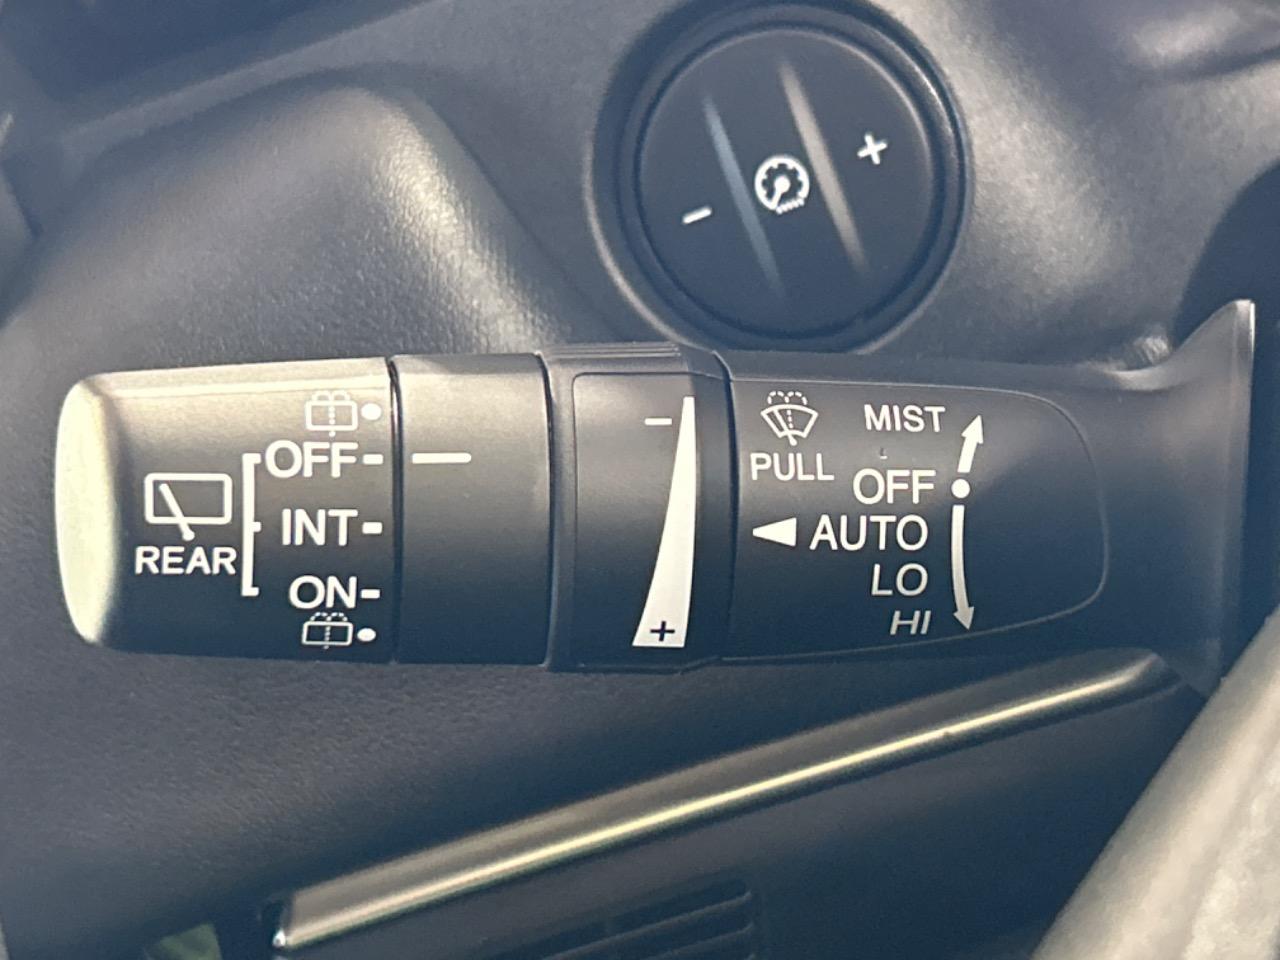 - +
REAR
OFF
INT
ON
-
+
PULL
MIST
OFF
AUTO
LO
HI